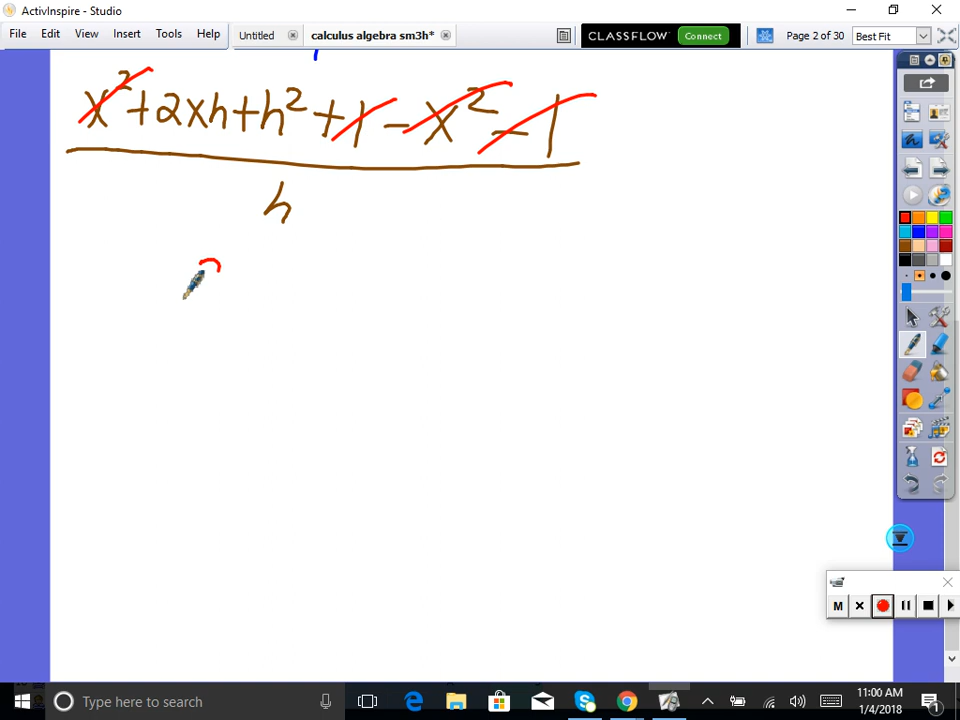 ActivInspire - Studio
File Edit View Insert Tools Help Untitled calculus algebra sm3h* CLASSFLOW Connect Page 2 of 30 Best Fit
x² + 2xh + h² + 1 - x² - 1
h
M
Type here to search
11:00 AM
1/4/2018
1